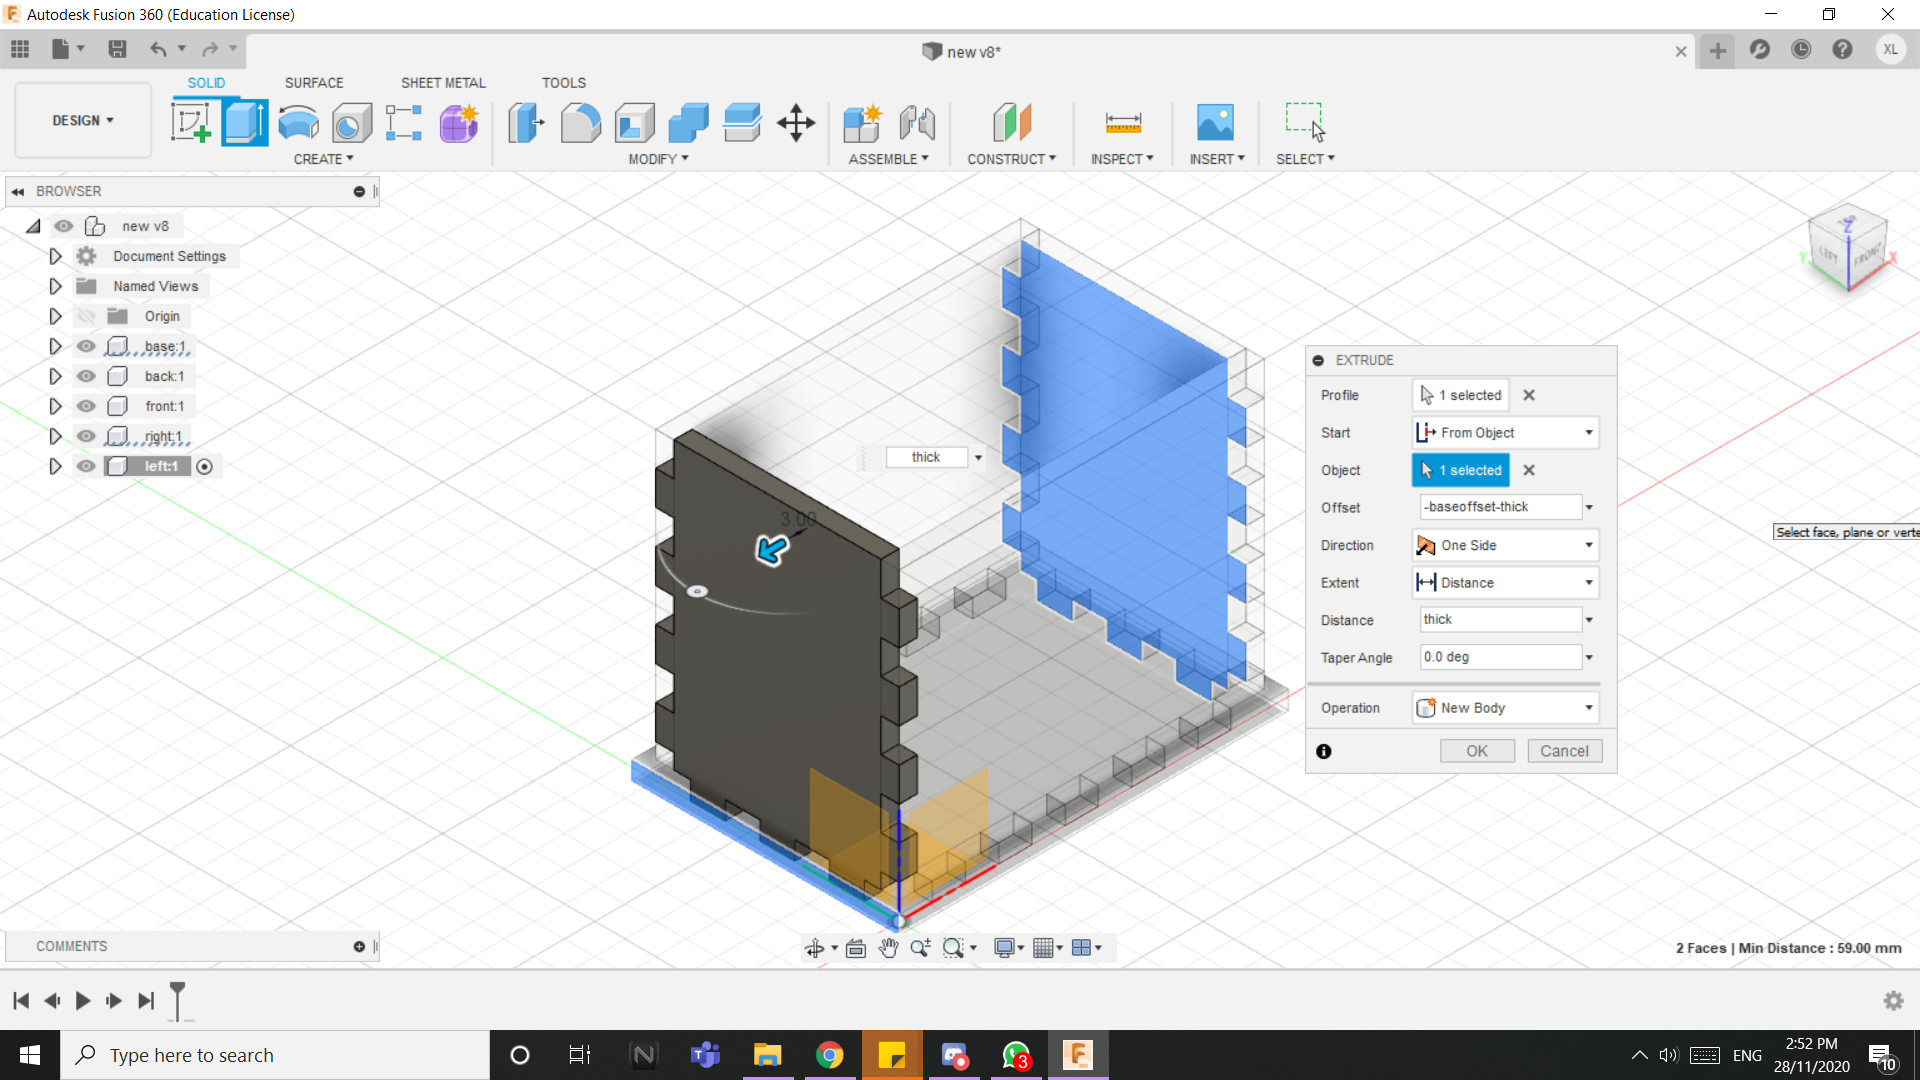 Autodesk Fusion 360 (Education License)
new v8*
XL
DESIGN
SOLID
SURFACE
SHEET METAL
TOOLS
CREATE
MODIFY
ASSEMBLE
CONSTRUCT
INSPECT
INSERT
SELECT
BROWSER
new v8
Document Settings
Named Views
Origin
base:1
back:1
front:1
right:1
left:1
Z
LEFT
FRONT
Y
X
thick
3.00
EXTRUDE
Profile 1 selected
Start From Object
Object 1 selected
Offset -baseoffset-thick
Direction One Side
Extent Distance
Distance thick
Taper Angle 0.0 deg
Operation New Body
OK Cancel
Select face, plane or verte
COMMENTS
2 Faces | Min Distance : 59.00 mm
Type here to search
3
ENG
2:52 PM
28/11/2020
10